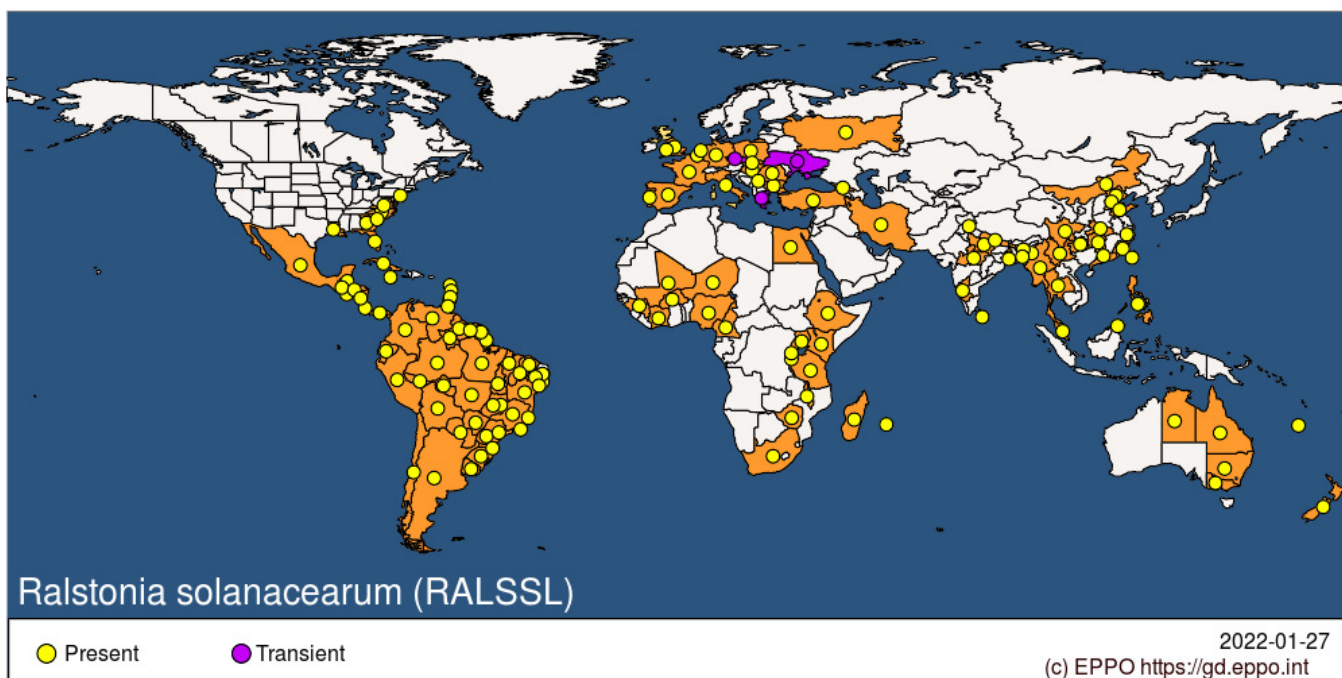 Ralstonia solanacearum (RALSSL)
Present
Transient
2022-01-27
(c) EPPO https://gd.eppo.int